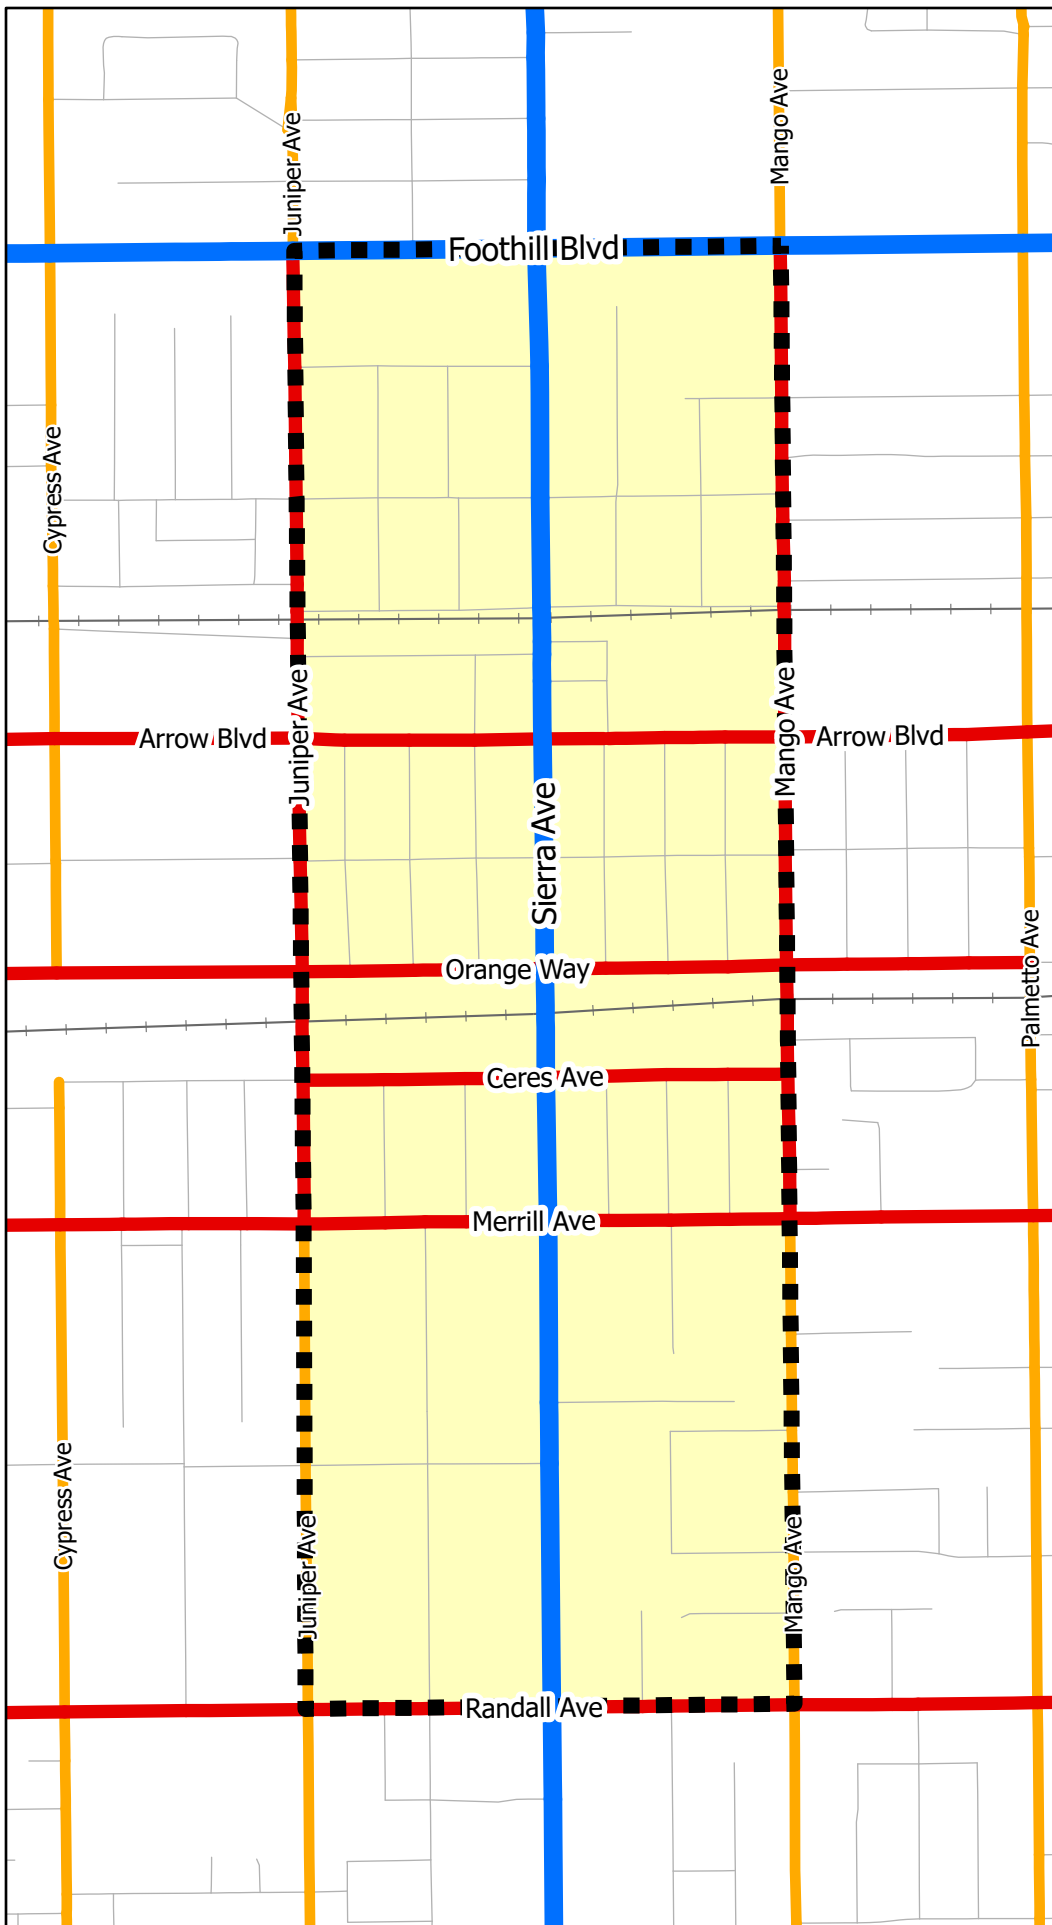 Mango Ave
Juniper Ave
Foothill Blvd
Cypress Ave
Juniper Ave
Mango Ave
Arrow Blvd
Arrow Blvd
Sierra Ave
Orange Way
Palmetto Ave
Ceres Ave
Merrill Ave
Cypress Ave
Juniper Ave
Mango Ave
Randall Ave